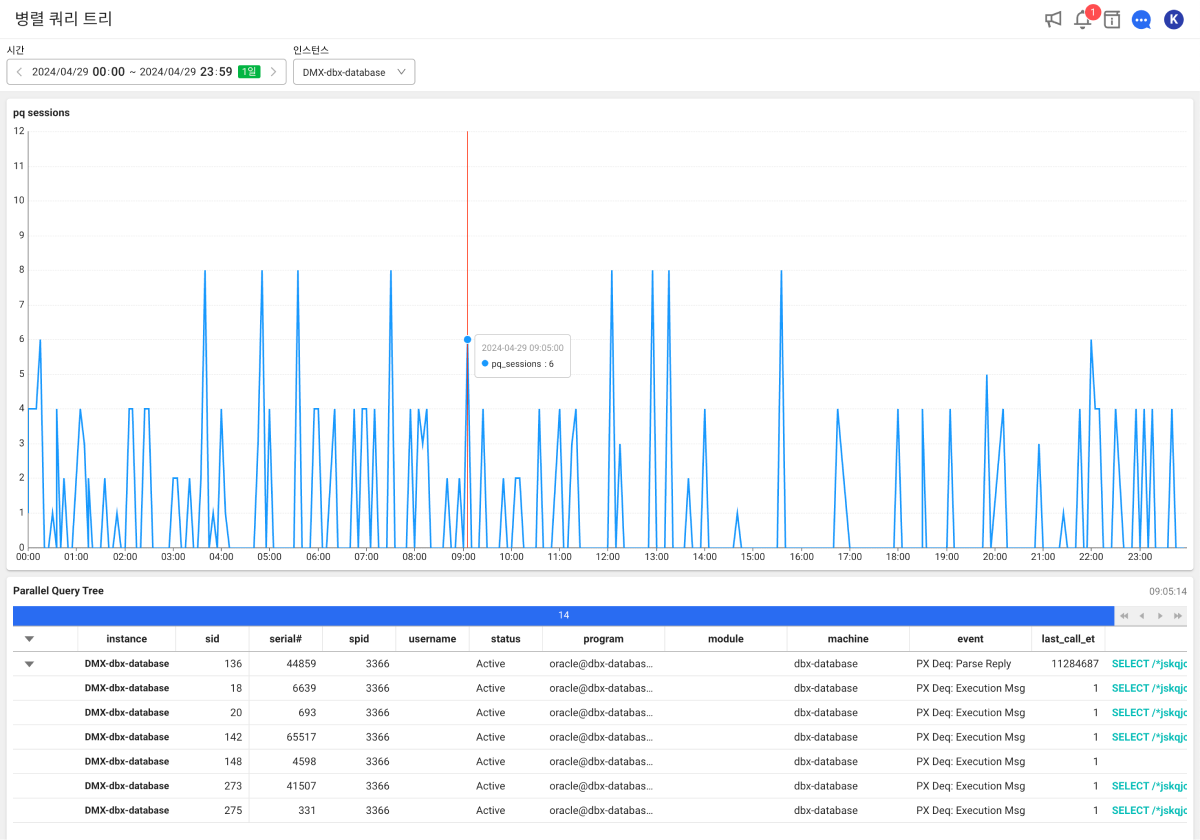 병렬 쿼리 트리
1
K
시간
인스턴스
2024/04/29 00:00 ~ 2024/04/29 23:59 1일
DMX-dbx-database
pq sessions
12
11
10
9
8
7
6
5
4
3
2
1
0
2024-04-29 09:05:00
pq_sessions : 6
00:00 01:00 02:00 03:00 04:00 05:00 06:00 07:00 08:00 09:00 10:00 11:00 12:00 13:00 14:00 15:00 16:00 17:00 18:00 19:00 20:00 21:00 22:00 23:00
Parallel Query Tree 09:05:14
14
instance sid serial# spid username status program module machine event last_call_et
DMX-dbx-database 136 44859 3366 Active oracle@dbx-databas... dbx-database PX Deq: Parse Reply 11284687 SELECT /*jskqjc
DMX-dbx-database 18 6639 3366 Active oracle@dbx-databas... dbx-database PX Deq: Execution Msg 1 SELECT /*jskqjc
DMX-dbx-database 20 693 3366 Active oracle@dbx-databas... dbx-database PX Deq: Execution Msg 1 SELECT /*jskqjc
DMX-dbx-database 142 65517 3366 Active oracle@dbx-databas... dbx-database PX Deq: Execution Msg 1 SELECT /*jskqjc
DMX-dbx-database 148 4598 3366 Active oracle@dbx-databas... dbx-database PX Deq: Execution Msg 1
DMX-dbx-database 273 41507 3366 Active oracle@dbx-databas... dbx-database PX Deq: Execution Msg 1 SELECT /*jskqjc
DMX-dbx-database 275 331 3366 Active oracle@dbx-databas... dbx-database PX Deq: Execution Msg 1 SELECT /*jskqjc